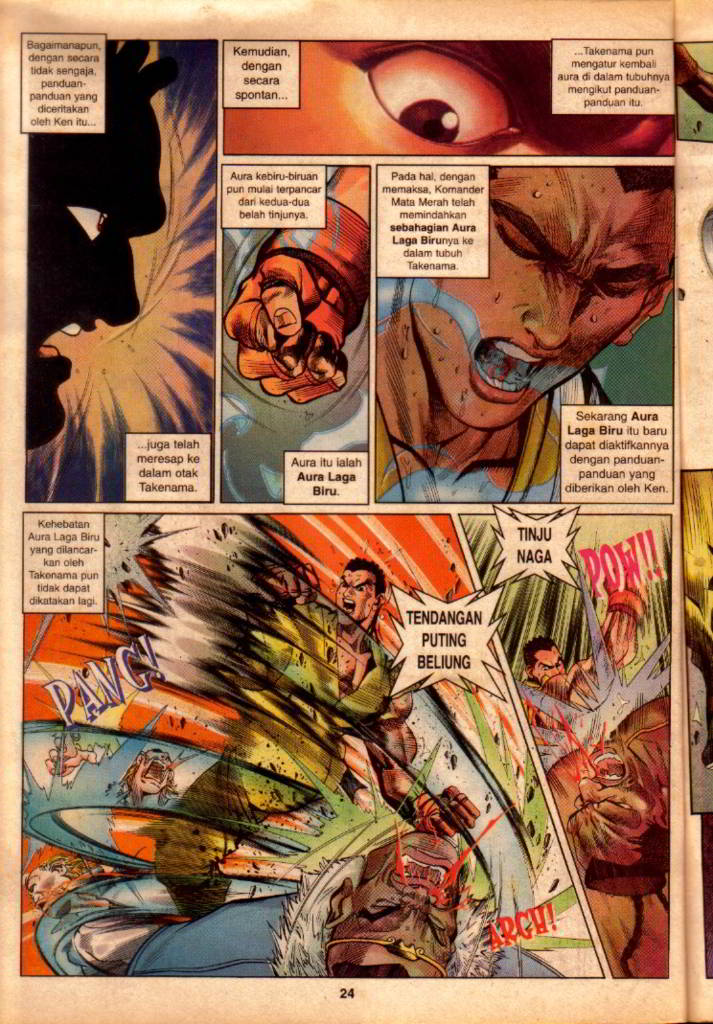 Bagaimanapun,
dengan secara
tidak sengaja,
panduan-
panduan yang
diceritakan
oleh Ken itu...
...juga telah
meresap ke
dalam otak
Takenama.
Kemudian,
dengan
secara
spontan...
...Takenama pun
mengatur kembali
aura di dalam tubuhnya
mengikut panduan-
panduan itu.
Aura kebiru-biruan
pun mulai terpancar
dari kedua-dua
belah tinjunya.
Aura itu ialah
Aura Laga
Biru.
Pada hal, dengan
memaksa, Komander
Mata Merah telah
memindahkan
sebahagian Aura
Laga Birunya ke
dalam tubuh
Takenama.
Sekarang Aura
Laga Biru itu baru
dapat diaktifkannya
dengan panduan-
panduan yang
diberikan oleh Ken.
Kehebatan
Aura Laga Biru
yang dilancar-
kan oleh
Takenama pun
tidak dapat
dikatakan lagi.
PANG!
TENDANGAN
PUTING
BELIUNG
ARGH!
TINJU
NAGA
POW!!
24